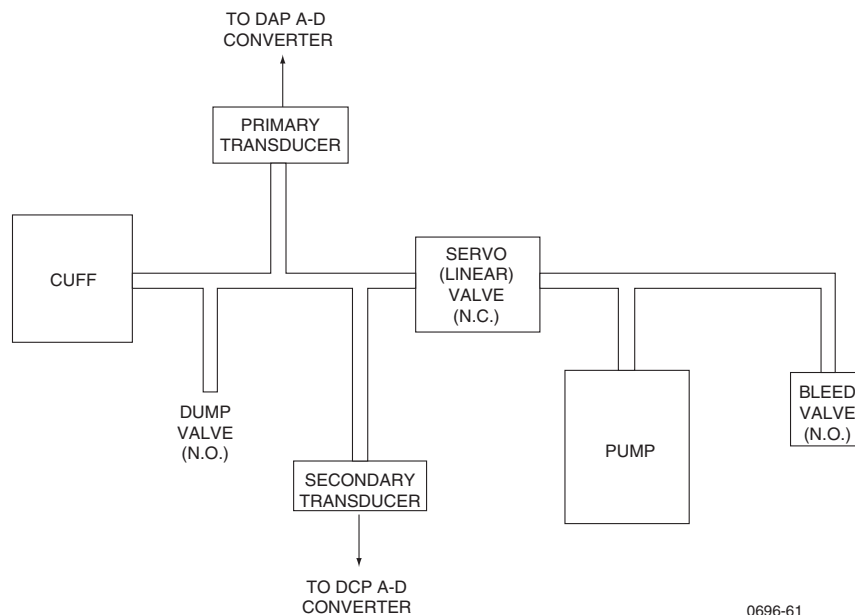 TO DAP A-D
CONVERTER
PRIMARY
TRANSDUCER
CUFF
SERVO
(LINEAR)
VALVE
(N.C.)
DUMP
VALVE
(N.O.)
SECONDARY
TRANSDUCER
PUMP
BLEED
VALVE
(N.O.)
TO DCP A-D
CONVERTER
0696-61